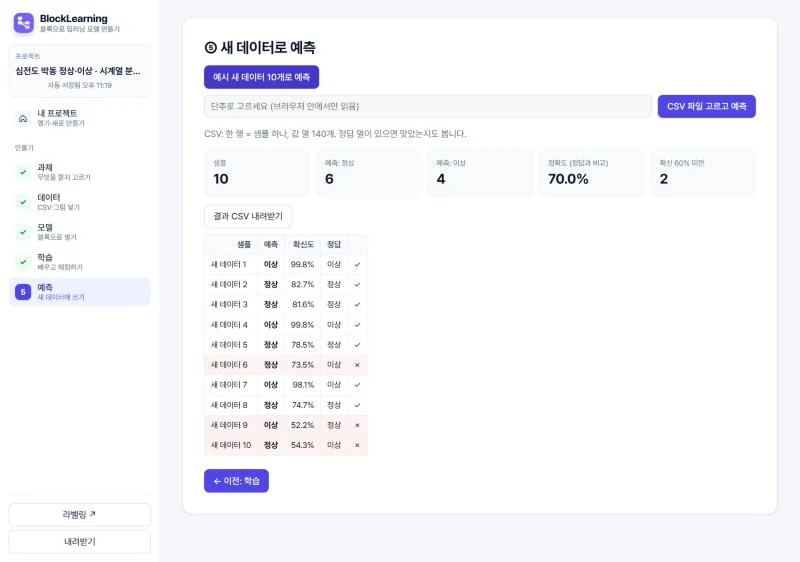 BlockLearning
블록으로 딥러닝 모델 만들기
프로젝트
심전도 박동 정상·이상 · 시계열 분...
자동 저장됨 오후 11:19
내 프로젝트
열기·새로 만들기
만들기
과제
무엇을 할지 고르기
데이터
CSV·그림 넣기
모델
블록으로 쌓기
학습
배우고 채점하기
5
예측
새 데이터에 쓰기
라벨링 ↗
내려받기
⑤ 새 데이터로 예측
예시 새 데이터 10개로 예측
단추로 고르세요 (브라우저 안에서만 읽음)
CSV 파일 고르고 예측
CSV: 한 행 = 샘플 하나, 값 열 140개. 정답 열이 있으면 맞았는지도 봅니다.
샘플
10
예측: 정상
6
예측: 이상
4
정확도 (정답과 비교)
70.0%
확신 60% 미만
2
결과 CSV 내려받기
샘플 예측 확신도 정답
새 데이터 1 이상 99.8% 이상 ✓
새 데이터 2 정상 82.7% 정상 ✓
새 데이터 3 정상 81.6% 정상 ✓
새 데이터 4 이상 99.8% 이상 ✓
새 데이터 5 정상 78.5% 정상 ✓
새 데이터 6 정상 73.5% 이상 ×
새 데이터 7 이상 98.1% 이상 ✓
새 데이터 8 정상 74.7% 정상 ✓
새 데이터 9 이상 52.2% 정상 ×
새 데이터 10 정상 54.3% 이상 ×
← 이전: 학습